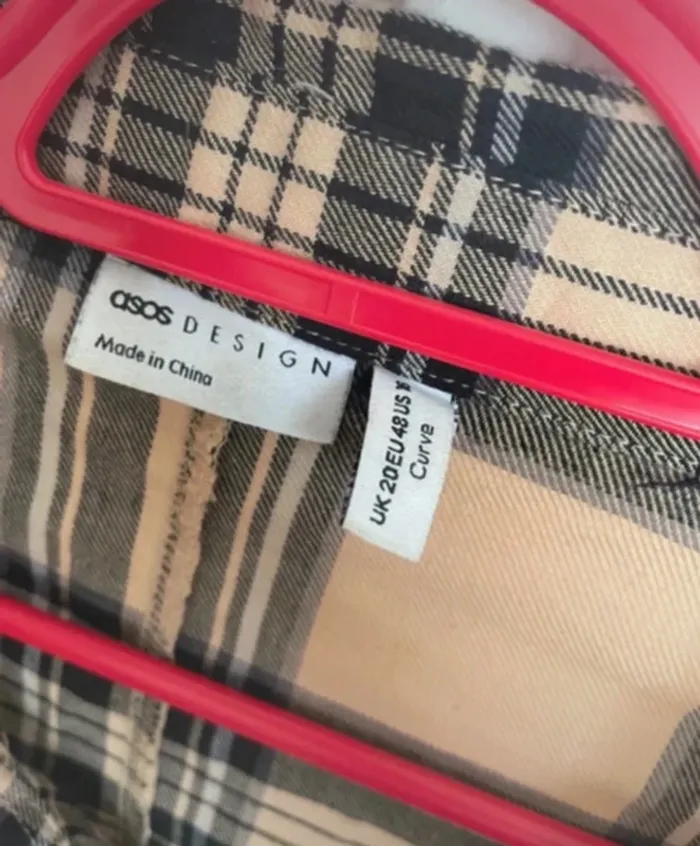 asos DESIGN
Made in China
UK 20 EU 48 US
Curve